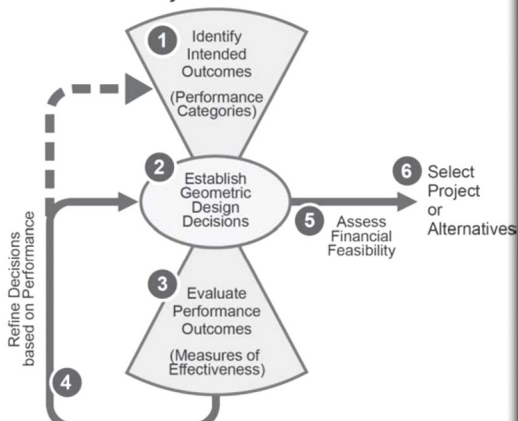 1
Identify
Intended
Outcomes
(Performance
Categories)
2
Establish
Geometric
Design
Decisions
3
Evaluate
Performance
Outcomes
(Measures of
Effectiveness)
4
Refine Decisions
based on Performance
5
Assess
Financial
Feasibility
6
Select
Project
or
Alternatives